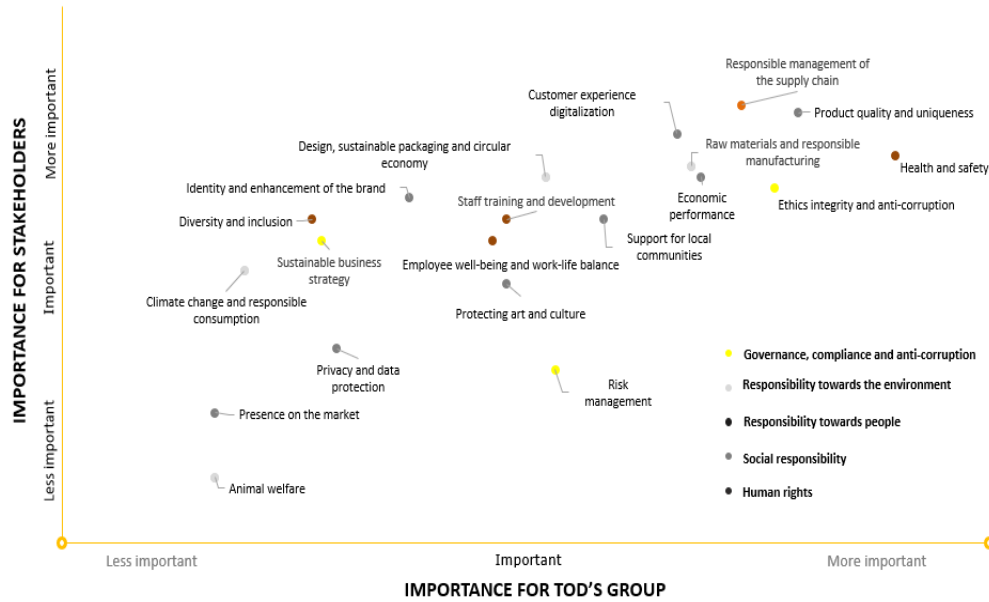 Responsible management of
the supply chain
Customer experience
digitalization
Product quality and uniqueness
Design, sustainable packaging and circular
economy
Raw materials and responsible
manufacturing
Health and safety
Identity and enhancement of the brand
Staff training and development
Economic
performance
Ethics integrity and anti-corruption
Diversity and inclusion
Support for local
communities
Sustainable business
strategy
Employee well-being and work-life balance
Climate change and responsible
consumption
Protecting art and culture
Privacy and data
protection
Risk
management
Presence on the market
Animal welfare
Governance, compliance and anti-corruption
Responsibility towards the environment
Responsibility towards people
Social responsibility
Human rights
IMPORTANCE FOR STAKEHOLDERS
More important
Important
Less important
Less important
Important
More important
IMPORTANCE FOR TOD'S GROUP